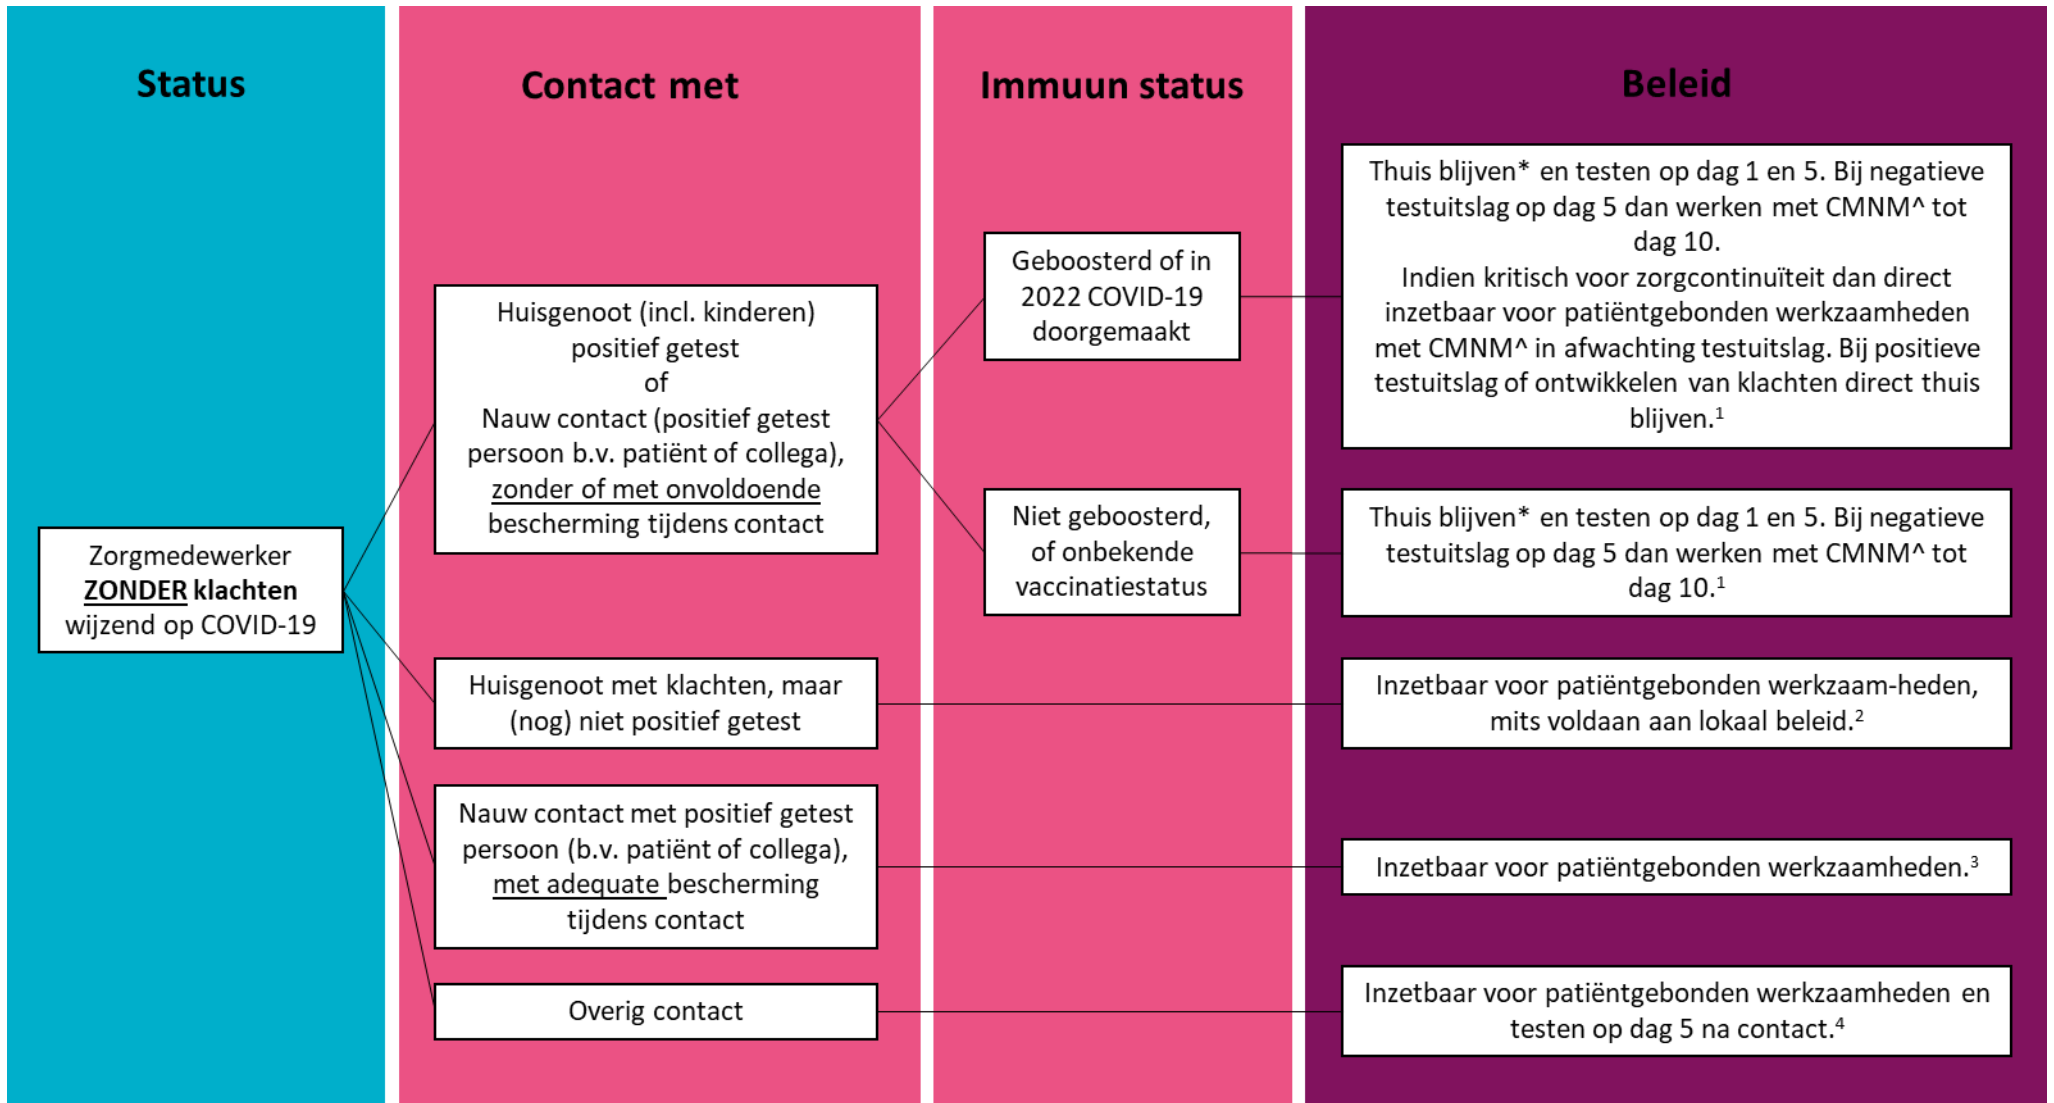 Status
Contact met
Immuun status
Beleid
Zorgmedewerker
ZONDER klachten
wijzend op COVID-19
Huisgenoot (incl. kinderen)
positief getest
of
Nauw contact (positief getest
persoon b.v. patiënt of collega),
zonder of met onvoldoende
bescherming tijdens contact
Geboosterd of in
2022 COVID-19
doorgemaakt
Thuis blijven* en testen op dag 1 en 5. Bij negatieve
testuitslag op dag 5 dan werken met CMNM^ tot
dag 10.
Indien kritisch voor zorgcontinuïteit dan direct
inzetbaar voor patiëntgebonden werkzaamheden
met CMNM^ in afwachting testuitslag. Bij positieve
testuitslag of ontwikkelen van klachten direct thuis
blijven.¹
Niet geboosterd,
of onbekende
vaccinatiestatus
Thuis blijven* en testen op dag 1 en 5. Bij negatieve
testuitslag op dag 5 dan werken met CMNM^ tot
dag 10.¹
Huisgenoot met klachten, maar
(nog) niet positief getest
Inzetbaar voor patiëntgebonden werkzaam-heden,
mits voldaan aan lokaal beleid.²
Nauw contact met positief getest
persoon (b.v. patiënt of collega),
met adequate bescherming
tijdens contact
Inzetbaar voor patiëntgebonden werkzaamheden.³
Overig contact
Inzetbaar voor patiëntgebonden werkzaamheden en
testen op dag 5 na contact.⁴